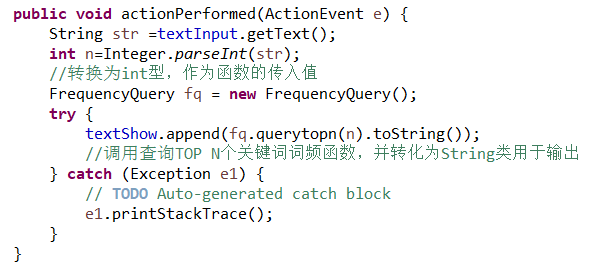 public void actionPerformed(ActionEvent e) {
    String str =textInput.getText();
    int n=Integer.parseInt(str);
    //转换为int型，作为函数的传入值
    FrequencyQuery fq = new FrequencyQuery();
    try {
        textShow.append(fq.querytopn(n).toString());
        //调用查询TOP N个关键词词频函数，并转化为String类用于输出
    } catch (Exception e1) {
        // TODO Auto-generated catch block
        e1.printStackTrace();
    }
}